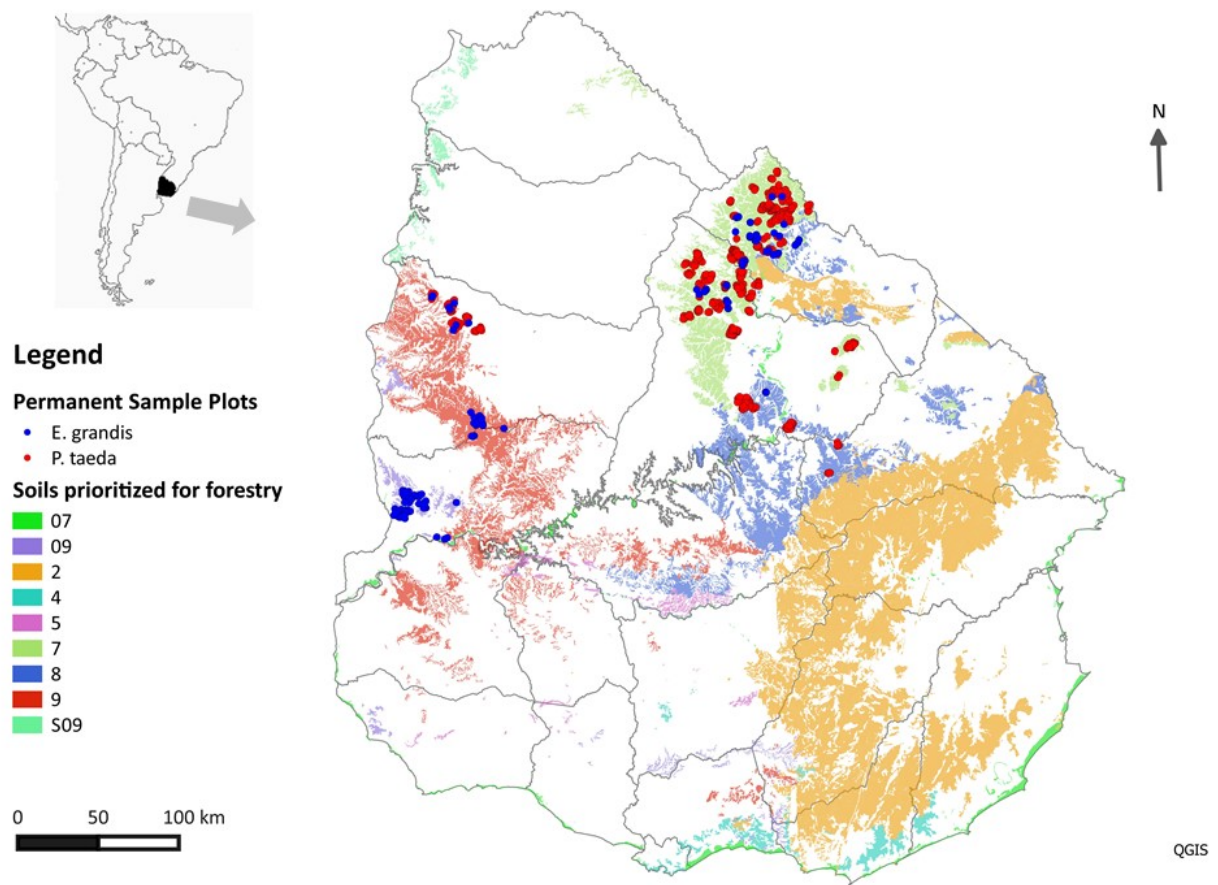 N
Legend
Permanent Sample Plots
E. grandis
P. taeda
Soils prioritized for forestry
07
09
2
4
5
7
8
9
S09
0 50 100 km
QGIS